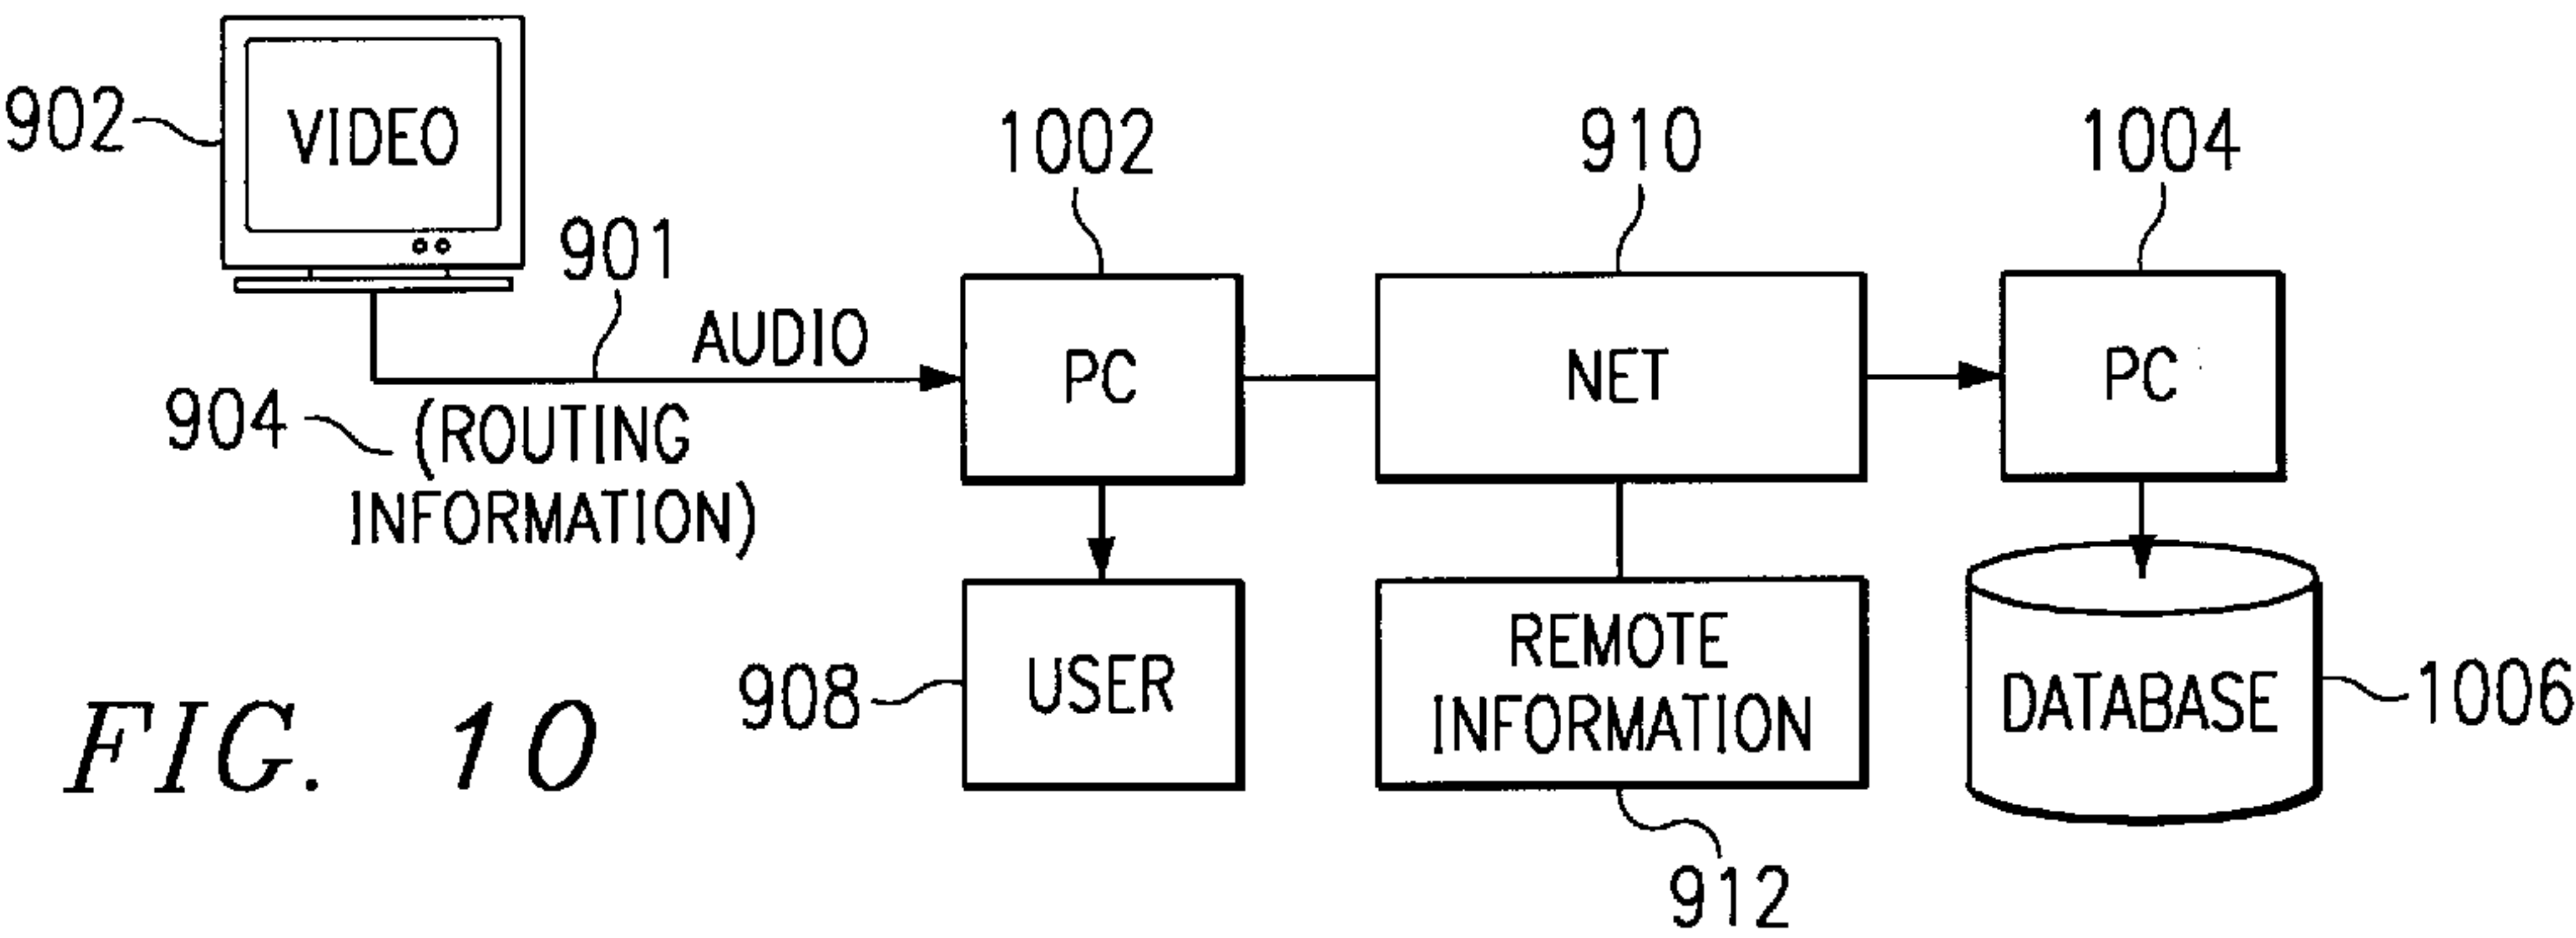 902
VIDEO
901
AUDIO
904
(ROUTING
INFORMATION)
1002
PC
910
NET
1004
PC
908
USER
REMOTE
INFORMATION
912
DATABASE
1006
FIG. 10